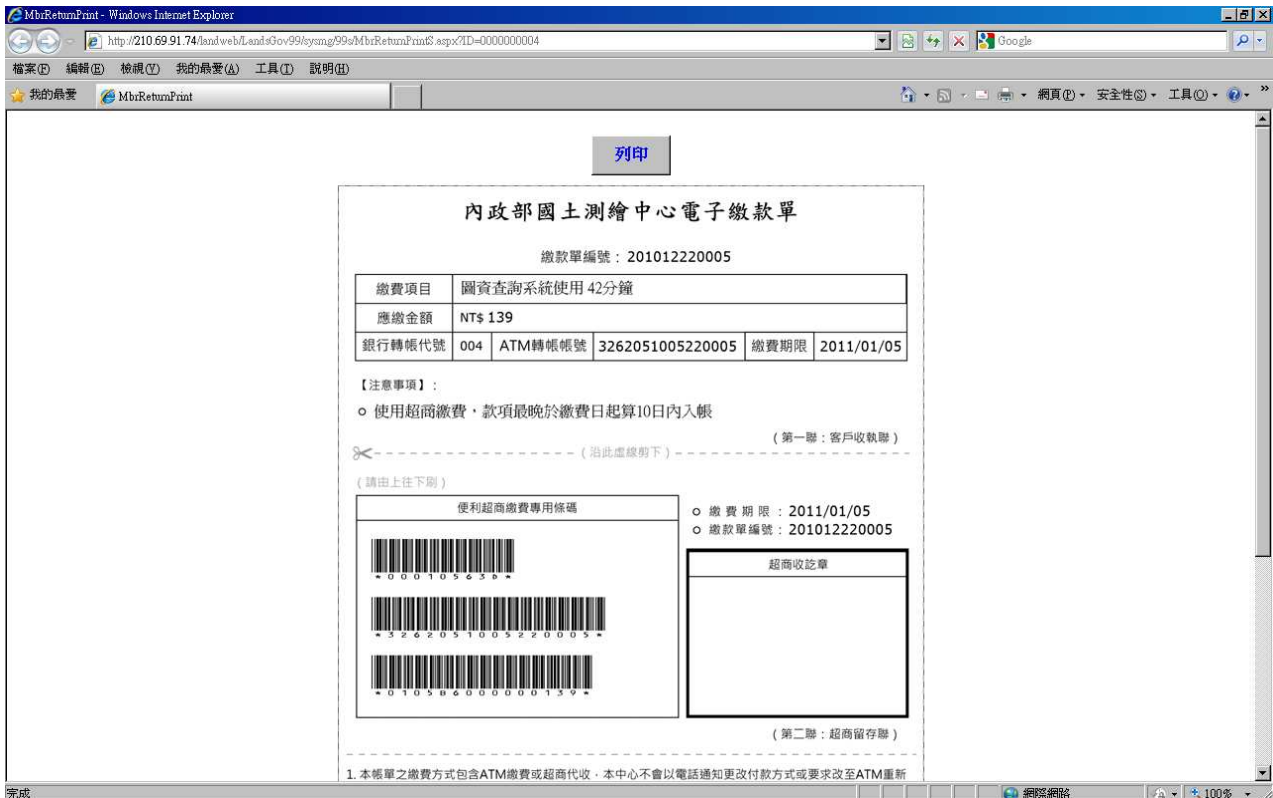 MbrReturnPrint - Windows Internet Explorer
http://210.69.91.74/landweb/LandsGov99/sysmg/99s/MbrReturnPrintS.aspx?ID=0000000004
Google
檔案(F) 編輯(E) 檢視(V) 我的最愛(A) 工具(T) 說明(H)
我的最愛 MbrReturnPrint 網頁(P) 安全性(S) 工具(O)
列印
內政部國土測繪中心電子繳款單
繳款單編號：201012220005
繳費項目 圖資查詢系統使用 42分鐘
應繳金額 NT$ 139
銀行轉帳代號 004 ATM轉帳帳號 3262051005220005 繳費期限 2011/01/05
【注意事項】：
使用超商繳費，款項最晚於繳費日起算10日內入帳
(第一聯：客戶收執聯)
(沿此虛線剪下)
(請由上往下刷)
便利超商繳費專用條碼
繳費期限：2011/01/05
繳款單編號：201012220005
超商收訖章
*00010563D*
*3262051005220005*
*0105B6000000139*
(第二聯：超商留存聯)
1. 本帳單之繳費方式包含ATM繳費或超商代收．本中心不會以電話通知更改付款方式或要求改至ATM重新
完成 網際網路 100%